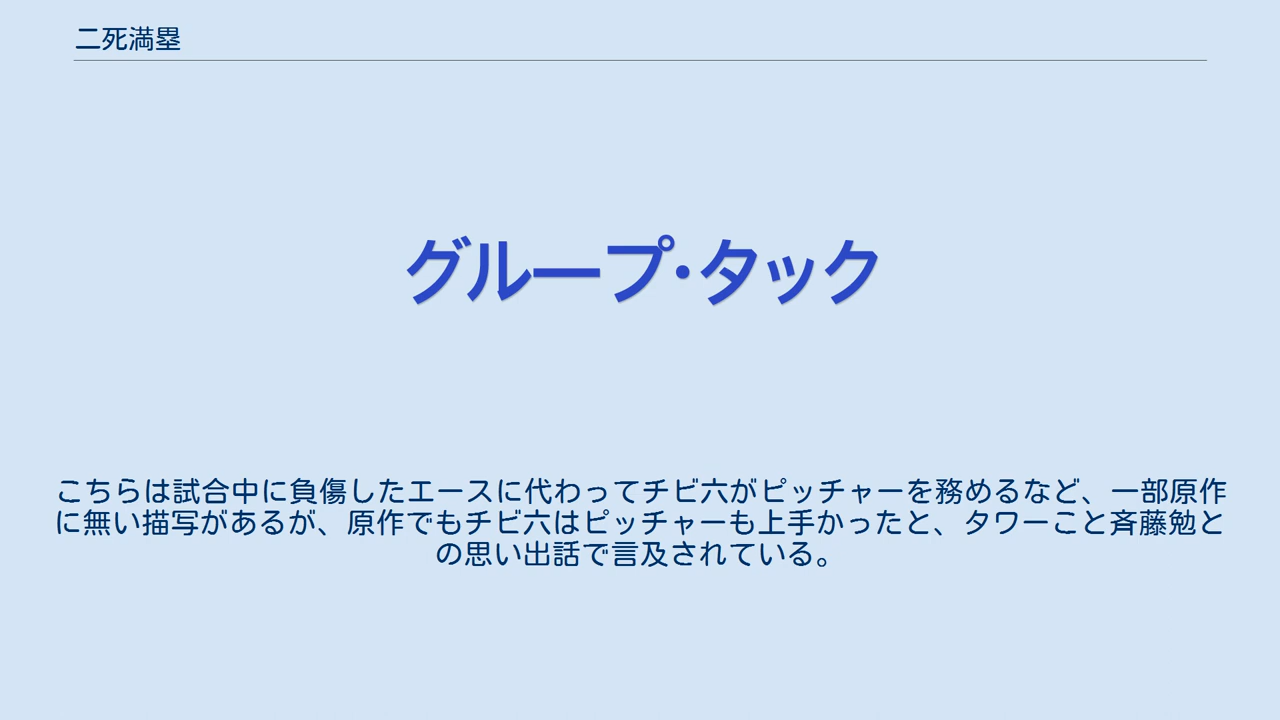 二死満塁
グループ・タック
こちらは試合中に負傷したエースに代わってチビ六がピッチャーを務めるなど、一部原作
に無い描写があるが、原作でもチビ六はピッチャーも上手かったと、タワーこと斉藤勉と
の思い出話で言及されている。